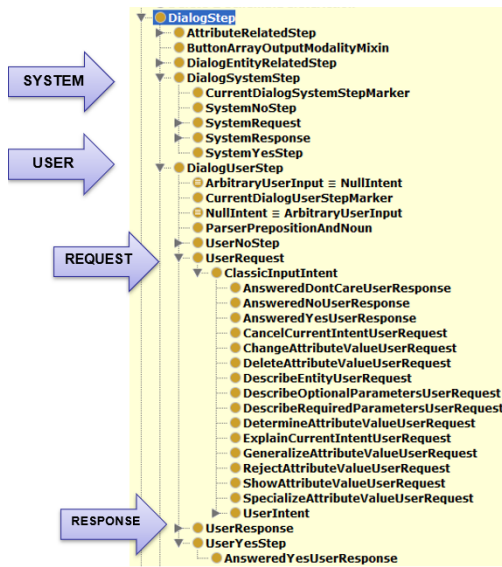 DialogStep
AttributeRelatedStep
ButtonArrayOutputModalityMixin
DialogEntityRelatedStep
DialogSystemStep
SYSTEM
CurrentDialogSystemStepMarker
SystemNoStep
SystemRequest
SystemResponse
SystemYesStep
USER
DialogUserStep
ArbitraryUserInput ≡ NullIntent
CurrentDialogUserStepMarker
NullIntent ≡ ArbitraryUserInput
ParserPrepositionAndNoun
UserNoStep
REQUEST
UserRequest
ClassicInputIntent
AnsweredDontCareUserResponse
AnsweredNoUserResponse
AnsweredYesUserResponse
CancelCurrentIntentUserRequest
ChangeAttributeValueUserRequest
DeleteAttributeValueUserRequest
DescribeEntityUserRequest
DescribeOptionalParametersUserRequest
DescribeRequiredParametersUserRequest
DetermineAttributeValueUserRequest
ExplainCurrentIntentUserRequest
GeneralizeAttributeValueUserRequest
RejectAttributeValueUserRequest
ShowAttributeValueUserRequest
SpecializeAttributeValueUserRequest
UserIntent
RESPONSE
UserResponse
UserYesStep
AnsweredYesUserResponse